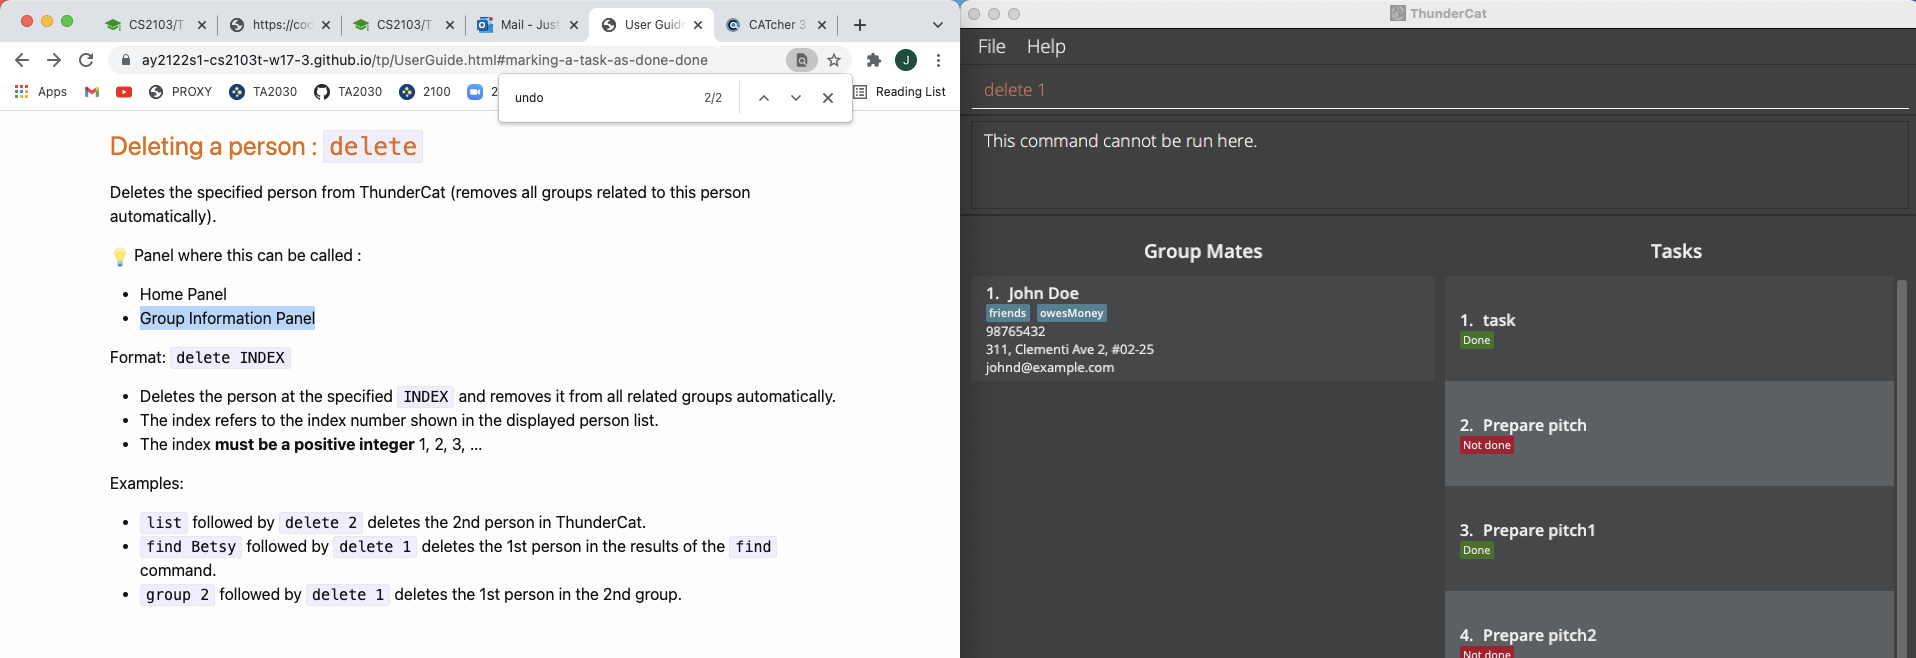 CS2103/T
https://coc
CS2103/T
Mail - Just
User Guide
CATcher 3
ay2122s1-cs2103t-w17-3.github.io/tp/UserGuide.html#marking-a-task-as-done-done
J
Apps
PROXY
TA2030
TA2030
2100
2
Reading List
undo
2/2
Deleting a person : delete
Deletes the specified person from ThunderCat (removes all groups related to this person
automatically).
Panel where this can be called :
Home Panel
Group Information Panel
Format: delete INDEX
Deletes the person at the specified INDEX and removes it from all related groups automatically.
The index refers to the index number shown in the displayed person list.
The index must be a positive integer 1, 2, 3, ...
Examples:
list followed by delete 2 deletes the 2nd person in ThunderCat.
find Betsy followed by delete 1 deletes the 1st person in the results of the find
command.
group 2 followed by delete 1 deletes the 1st person in the 2nd group.
ThunderCat
File Help
delete 1
This command cannot be run here.
Group Mates
1. John Doe
friends owesMoney
98765432
311, Clementi Ave 2, #02-25
johnd@example.com
Tasks
1. task
Done
2. Prepare pitch
Not done
3. Prepare pitch1
Done
4. Prepare pitch2
Not done